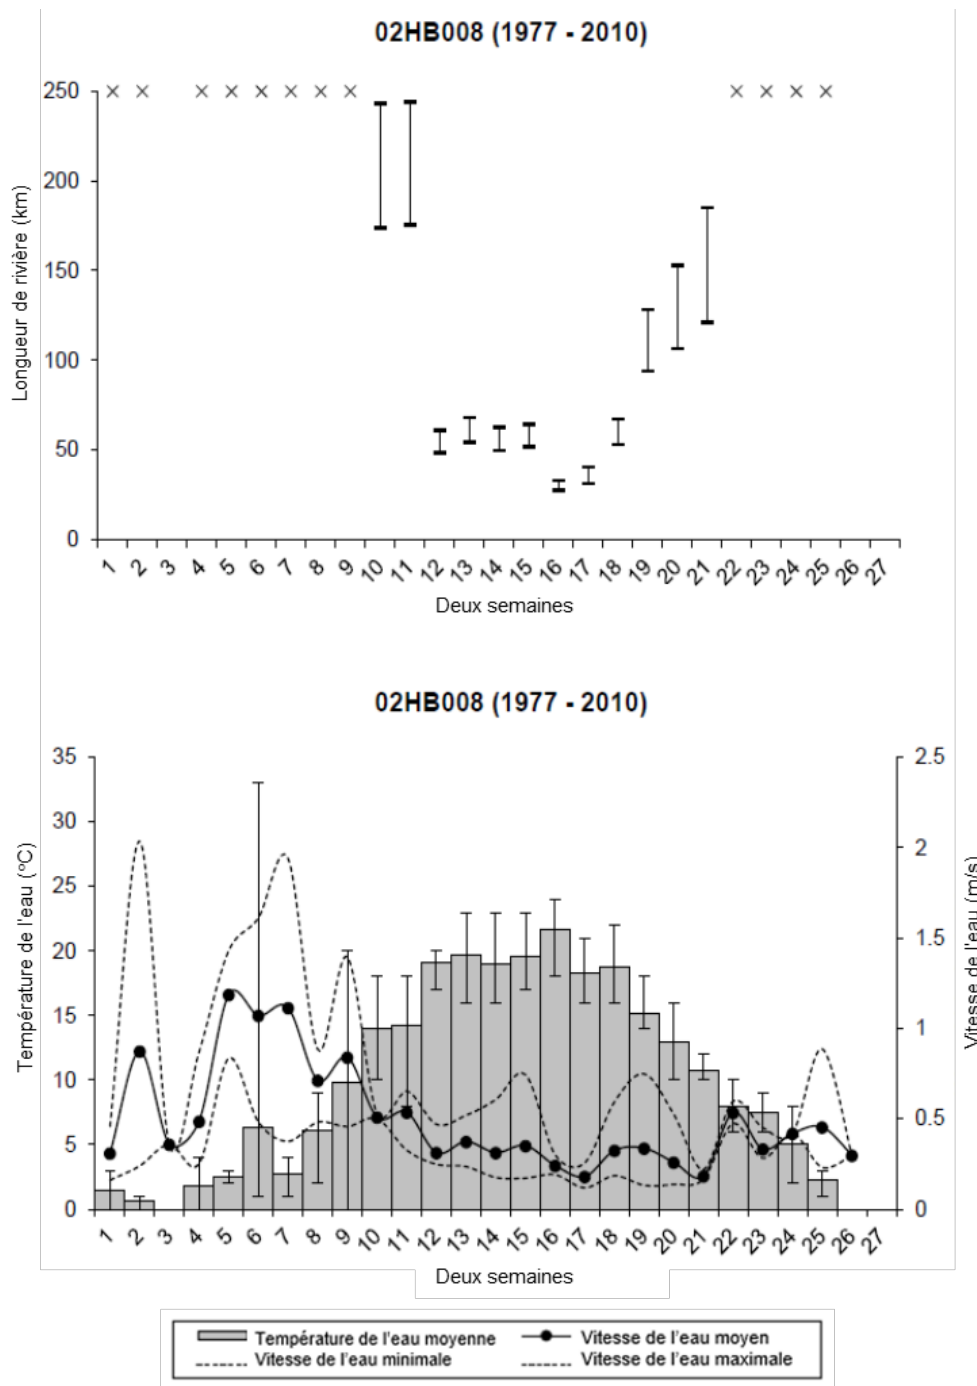 02HB008 (1977 - 2010)
Longueur de rivière (km)
250
200
150
100
50
0
1 2 3 4 5 6 7 8 9 10 11 12 13 14 15 16 17 18 19 20 21 22 23 24 25 26 27
Deux semaines
02HB008 (1977 - 2010)
Température de l'eau (°C)
35
30
25
20
15
10
5
0
2.5
2
1.5
1
0.5
0
Vitesse de l'eau (m/s)
1 2 3 4 5 6 7 8 9 10 11 12 13 14 15 16 17 18 19 20 21 22 23 24 25 26 27
Deux semaines
Température de l'eau moyenne
Vitesse de l'eau moyen
Vitesse de l'eau minimale
Vitesse de l'eau maximale